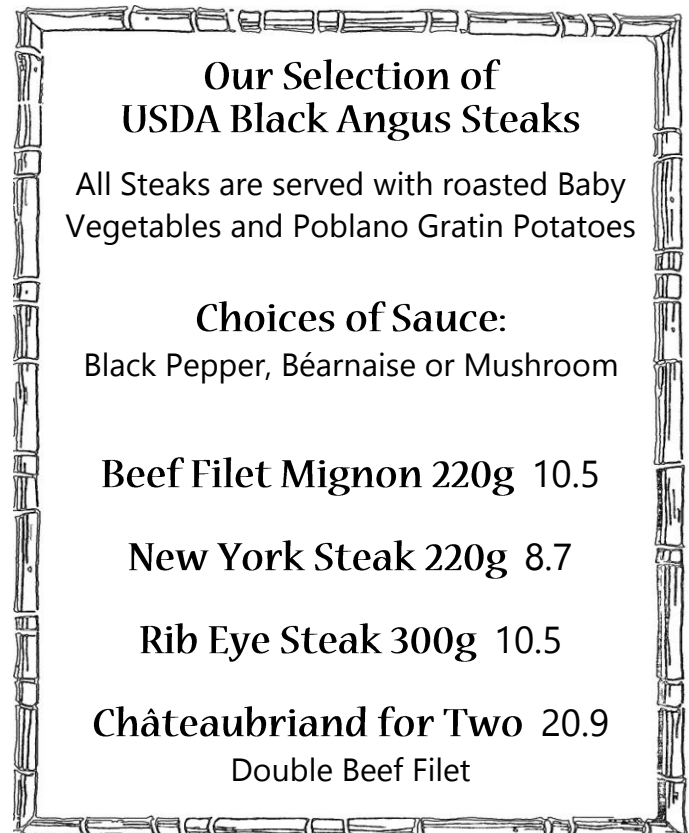 Our Selection of
USDA Black Angus Steaks
All Steaks are served with roasted Baby
Vegetables and Poblano Gratin Potatoes
Choices of Sauce:
Black Pepper, Béarnaise or Mushroom
Beef Filet Mignon 220g 10.5
New York Steak 220g 8.7
Rib Eye Steak 300g 10.5
Châteaubriand for Two 20.9
Double Beef Filet